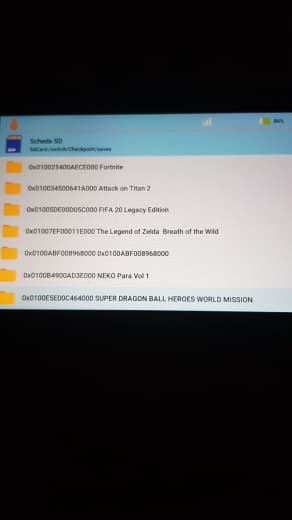 86%
Scheda SD
SdCard:/switch/Checkpoint/saves
0x010025400AECE000 Fortnite
0x010034500641A000 Attack on Titan 2
0x01005DE00D05C000 FIFA 20 Legacy Edition
0x01007EF00011E000 The Legend of Zelda Breath of the Wild
0x0100ABF008968000 0x0100ABF008968000
0x0100B4900AD3E000 NEKO Para Vol 1
0x0100E5E00C464000 SUPER DRAGON BALL HEROES WORLD MISSION